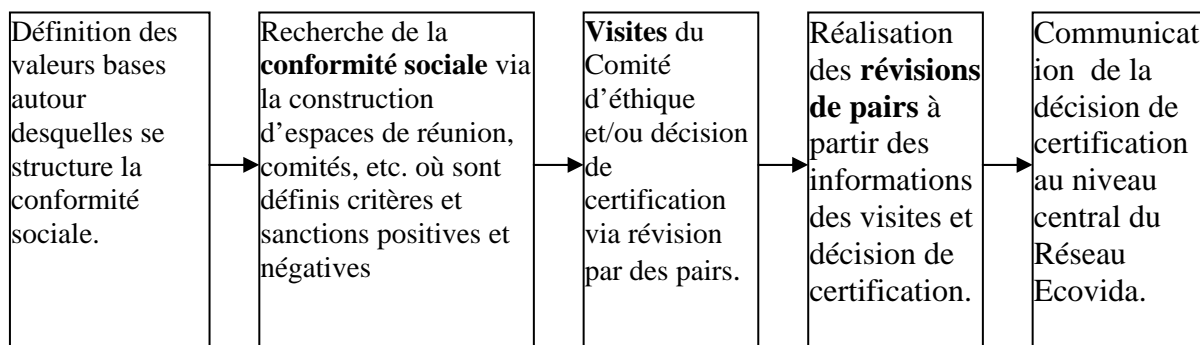 Définition des
valeurs bases
autour
desquelles se
structure la
conformité
sociale.
Recherche de la
conformité sociale via
la construction
d'espaces de réunion,
comités, etc. où sont
définis critères et
sanctions positives et
négatives
Visites du
Comité
d'éthique
et/ou décision
de
certification
via révision
par des pairs.
Réalisation
des révisions
de pairs à
partir des
informations
des visites et
décision de
certification.
Communicat
ion de la
décision de
certification
au niveau
central du
Réseau
Ecovida.